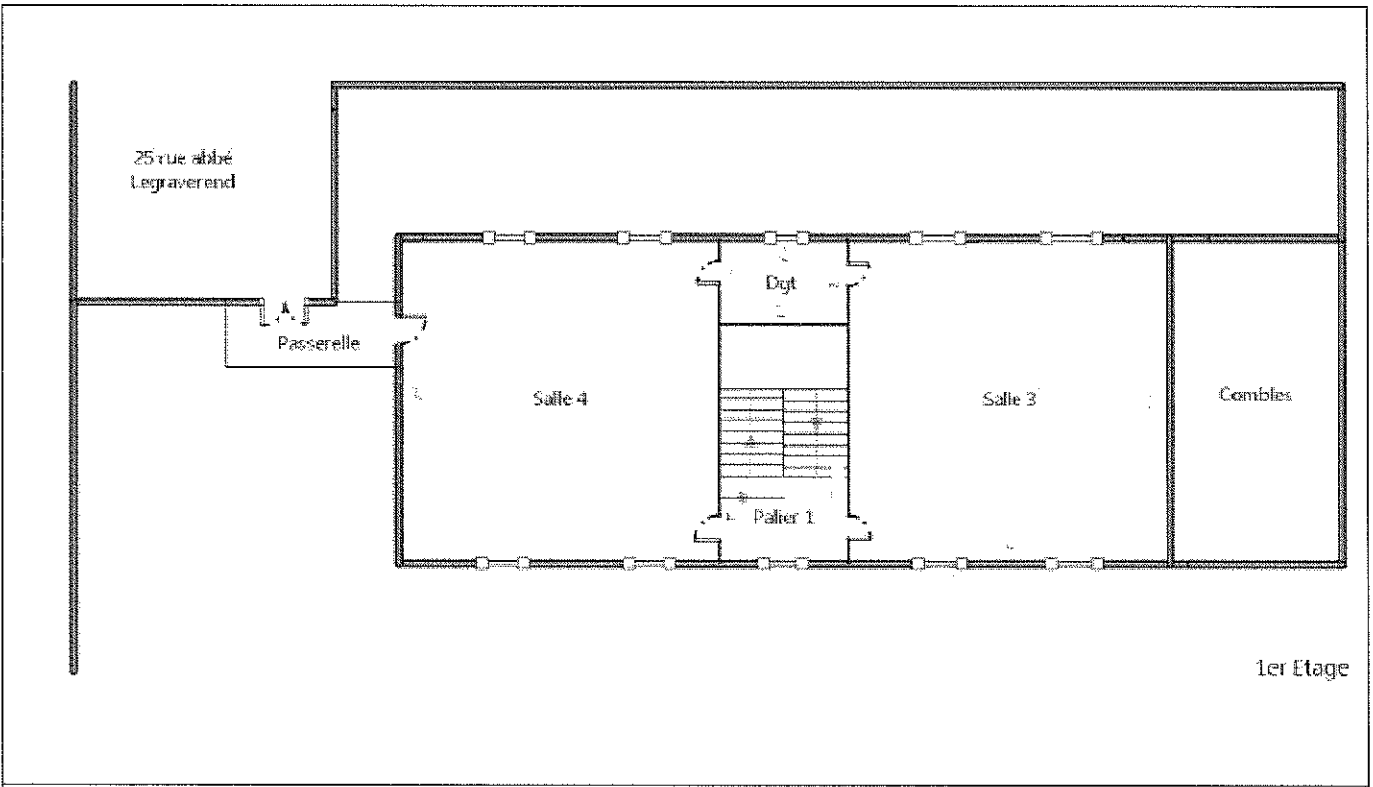 25 rue abbé
Legraverend
Dgt
Passerelle
Salle 4
Salle 3
Combles
Palier 1
1er Etage